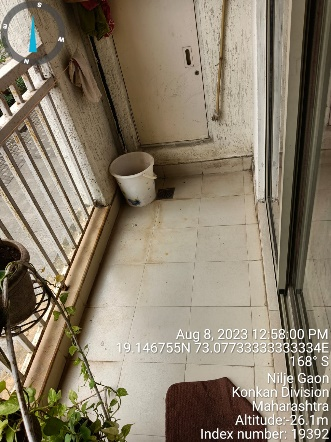 N
E
S
W
Aug 8, 2023 12:58:00 PM
19.146755N 73.07733333333334E
168° S
Nilje Gaon
Konkan Division
Maharashtra
Altitude:-26.1m
Index number: 19392